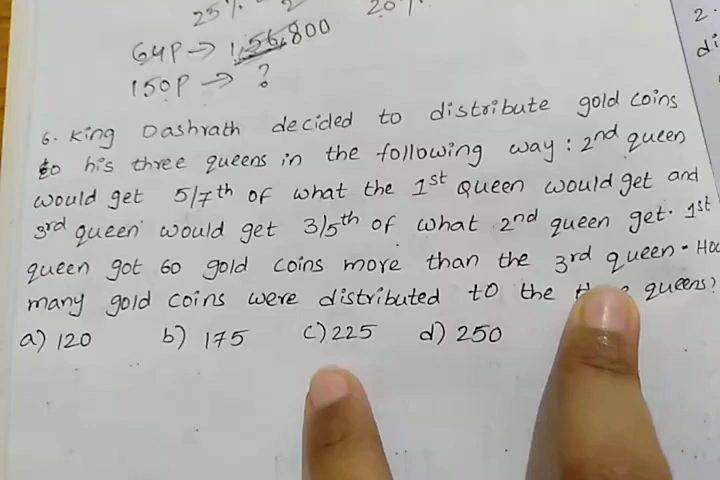 25%
20%
64P → 1,56,800
150P → ?
2.
di
6. King Dashrath decided to distribute gold coins
to his three queens in the following way : 2nd queen
would get 5/7th of what the 1st Queen would get and
3rd queen would get 3/5th of what 2nd queen get. 1st
queen got 60 gold coins more than the 3rd queen. Ho
many gold coins were distributed to the queens?
a) 120 b) 175 c) 225 d) 250